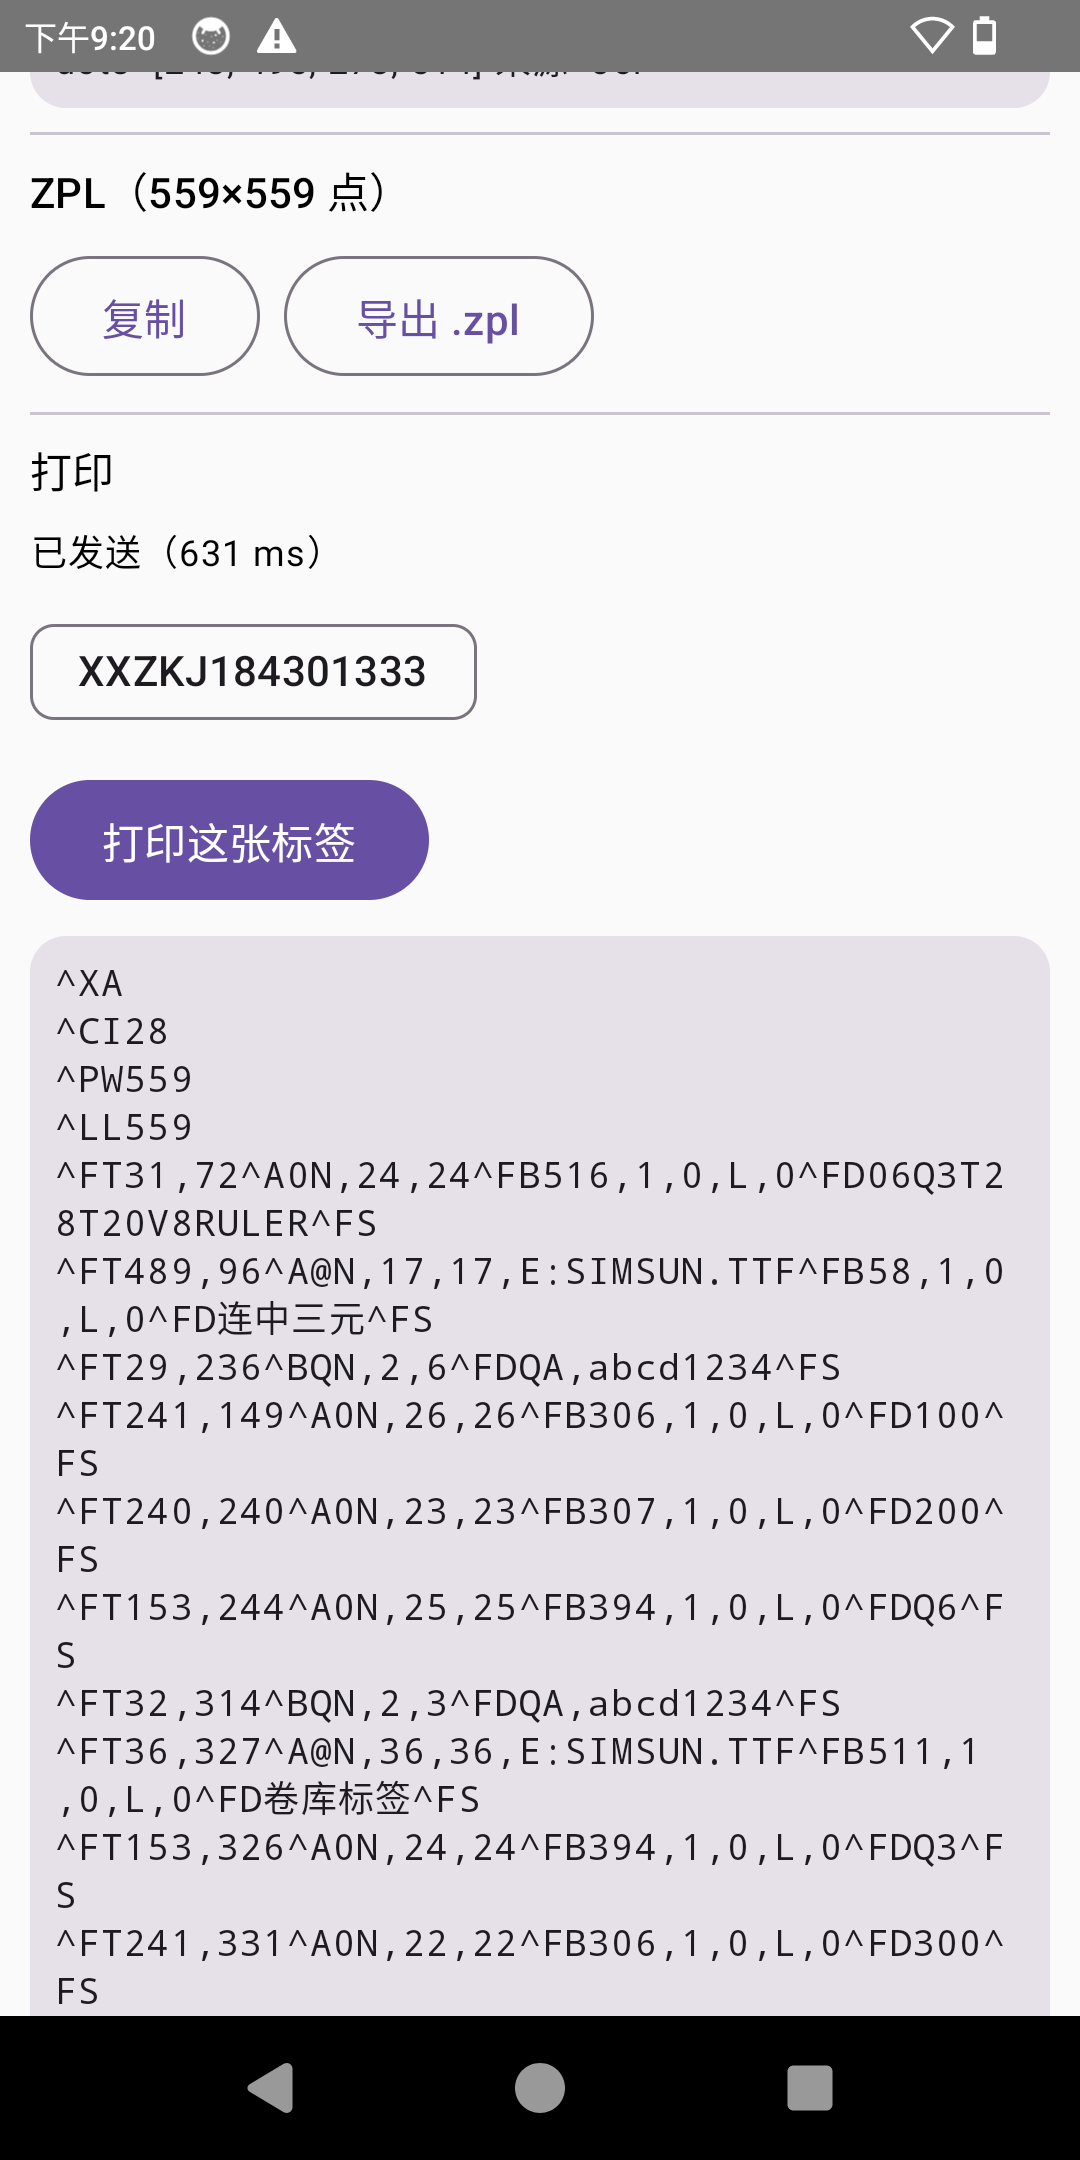 下午9:20
ZPL（559×559 点）
复制
导出 .zpl
打印
已发送（631 ms）
XXZKJ184301333
打印这张标签
^XA
^CI28
^PW559
^LL559
^FT31,72^A0N,24,24^FB516,1,0,L,0^FD06Q3T2
8T20V8RULER^FS
^FT489,96^A@N,17,17,E:SIMSUN.TTF^FB58,1,0
,L,0^FD连中三元^FS
^FT29,236^BQN,2,6^FDQA,abcd1234^FS
^FT241,149^A0N,26,26^FB306,1,0,L,0^FD100^
FS
^FT240,240^A0N,23,23^FB307,1,0,L,0^FD200^
FS
^FT153,244^A0N,25,25^FB394,1,0,L,0^FDQ6^F
S
^FT32,314^BQN,2,3^FDQA,abcd1234^FS
^FT36,327^A@N,36,36,E:SIMSUN.TTF^FB511,1
,0,L,0^FD卷库标签^FS
^FT153,326^A0N,24,24^FB394,1,0,L,0^FDQ3^F
S
^FT241,331^A0N,22,22^FB306,1,0,L,0^FD300^
FS